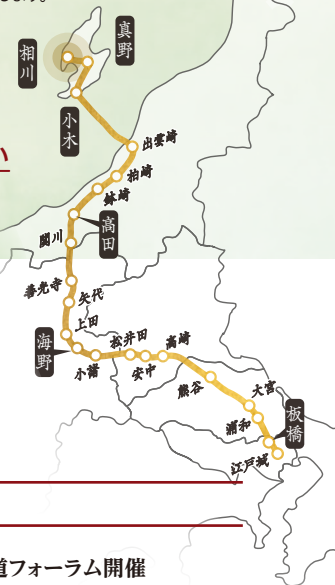 真野
相川
小木
い
出雲崎
柏崎
鉢崎
高田
関川
善光寺
矢代
上田
海野
小諸
松井田
安中
高崎
熊谷
大宮
浦和
板橋
江戸城
道フォーラム開催